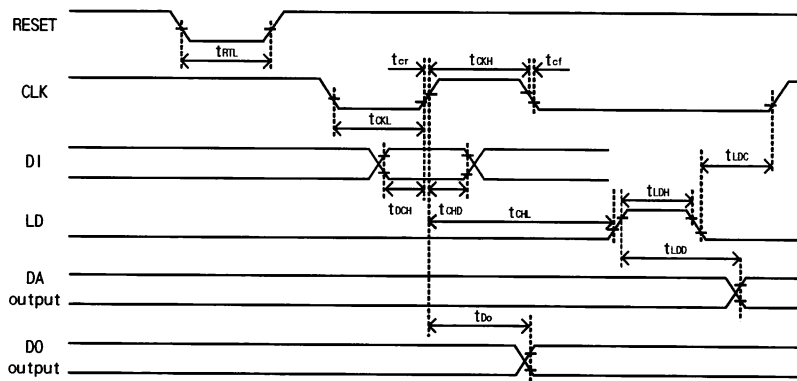 RESET
tRTL
tcr
tCKH
tcf
CLK
tCKL
DI
tLDC
tDCH
tCHD
tCHL
tLDH
LD
tLDD
DA
output
tDo
DO
output